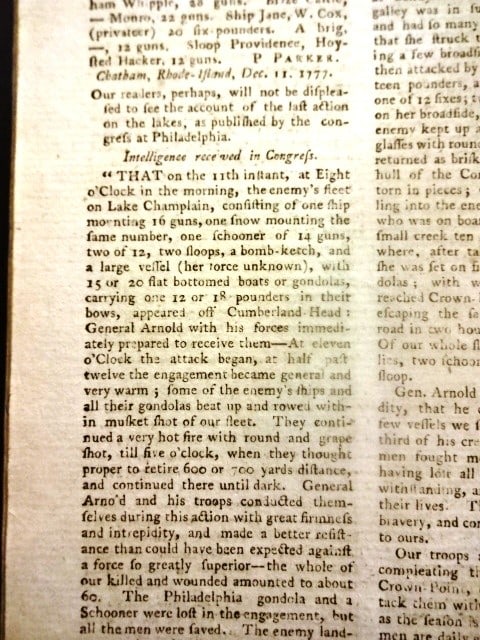 ham Whipple, 28 guns. Brize Castle,
— Monro, 22 guns. Ship Jane, W. Cox,
(privateer) 20 six pounders. A brig,
—, 12 guns. Sloop Providence, Hoy-
sted Hacker, 12 guns. P PARKER.
Chatham, Rhode-Island, Dec. 11. 1777.
Our readers, perhaps, will not be displea-
sed to see the account of the last action
on the lakes, as published by the con-
gress at Philadelphia.
Intelligence received in Congress.
“ THAT on the 11th instant, at Eight
o'Clock in the morning, the enemy's fleet
on Lake Champlain, consisting of one ship
mounting 16 guns, one snow mounting the
same number, one schooner of 14 guns,
two of 12, two sloops, a bomb-ketch, and
a large vessel (her force unknown), with
15 or 20 flat bottomed boats or gondolas,
carrying one 12 or 18 pounders in their
bows, appeared off Cumberland Head:
General Arnold with his forces immedi-
ately prepared to receive them—At eleven
o'Clock the attack began, at half past
twelve the engagement became general and
very warm; some of the enemy's ships and
all their gondolas beat up and rowed with-
in musket shot of our fleet. They conti-
nued a very hot fire with round and grape
shot, till five o'clock, when they thought
proper to retire 600 or 700 yards distance,
and continued there until dark. General
Arnold and his troops conducted them-
selves during this action with great firmness
and intrepidity, and made a better resist-
ance than could have been expected against
a force so greatly superior—the whole of
our killed and wounded amounted to about
60. The Philadelphia gondola and a
Schooner were lost in the engagement, but
all the men were saved. The enemy land-
galley was in
and had so many
that she struck
ing a few broadsi
then attacked by
teen pounders, a
one of 12 sixes; t
on her broadside,
enemy kept up a
glasses with roun
returned as brisk
hull of the Con
torn in pieces;
ling into the ene
who was on boar
small creek ten
where, after ta
she was set on fi
dolas; with w
reached Crown-
escaping the se
road in two hou
Of our whole f
lies, two schoo
sloop.
Gen. Arnold
dity, that he
few vessels we
third of his cre
men fought m
having lost all
withstanding, a
their lives. T
bravery, and con
to ours.
Our troops
compleating th
Crown Point,
tack them with
as the season is
men are daily